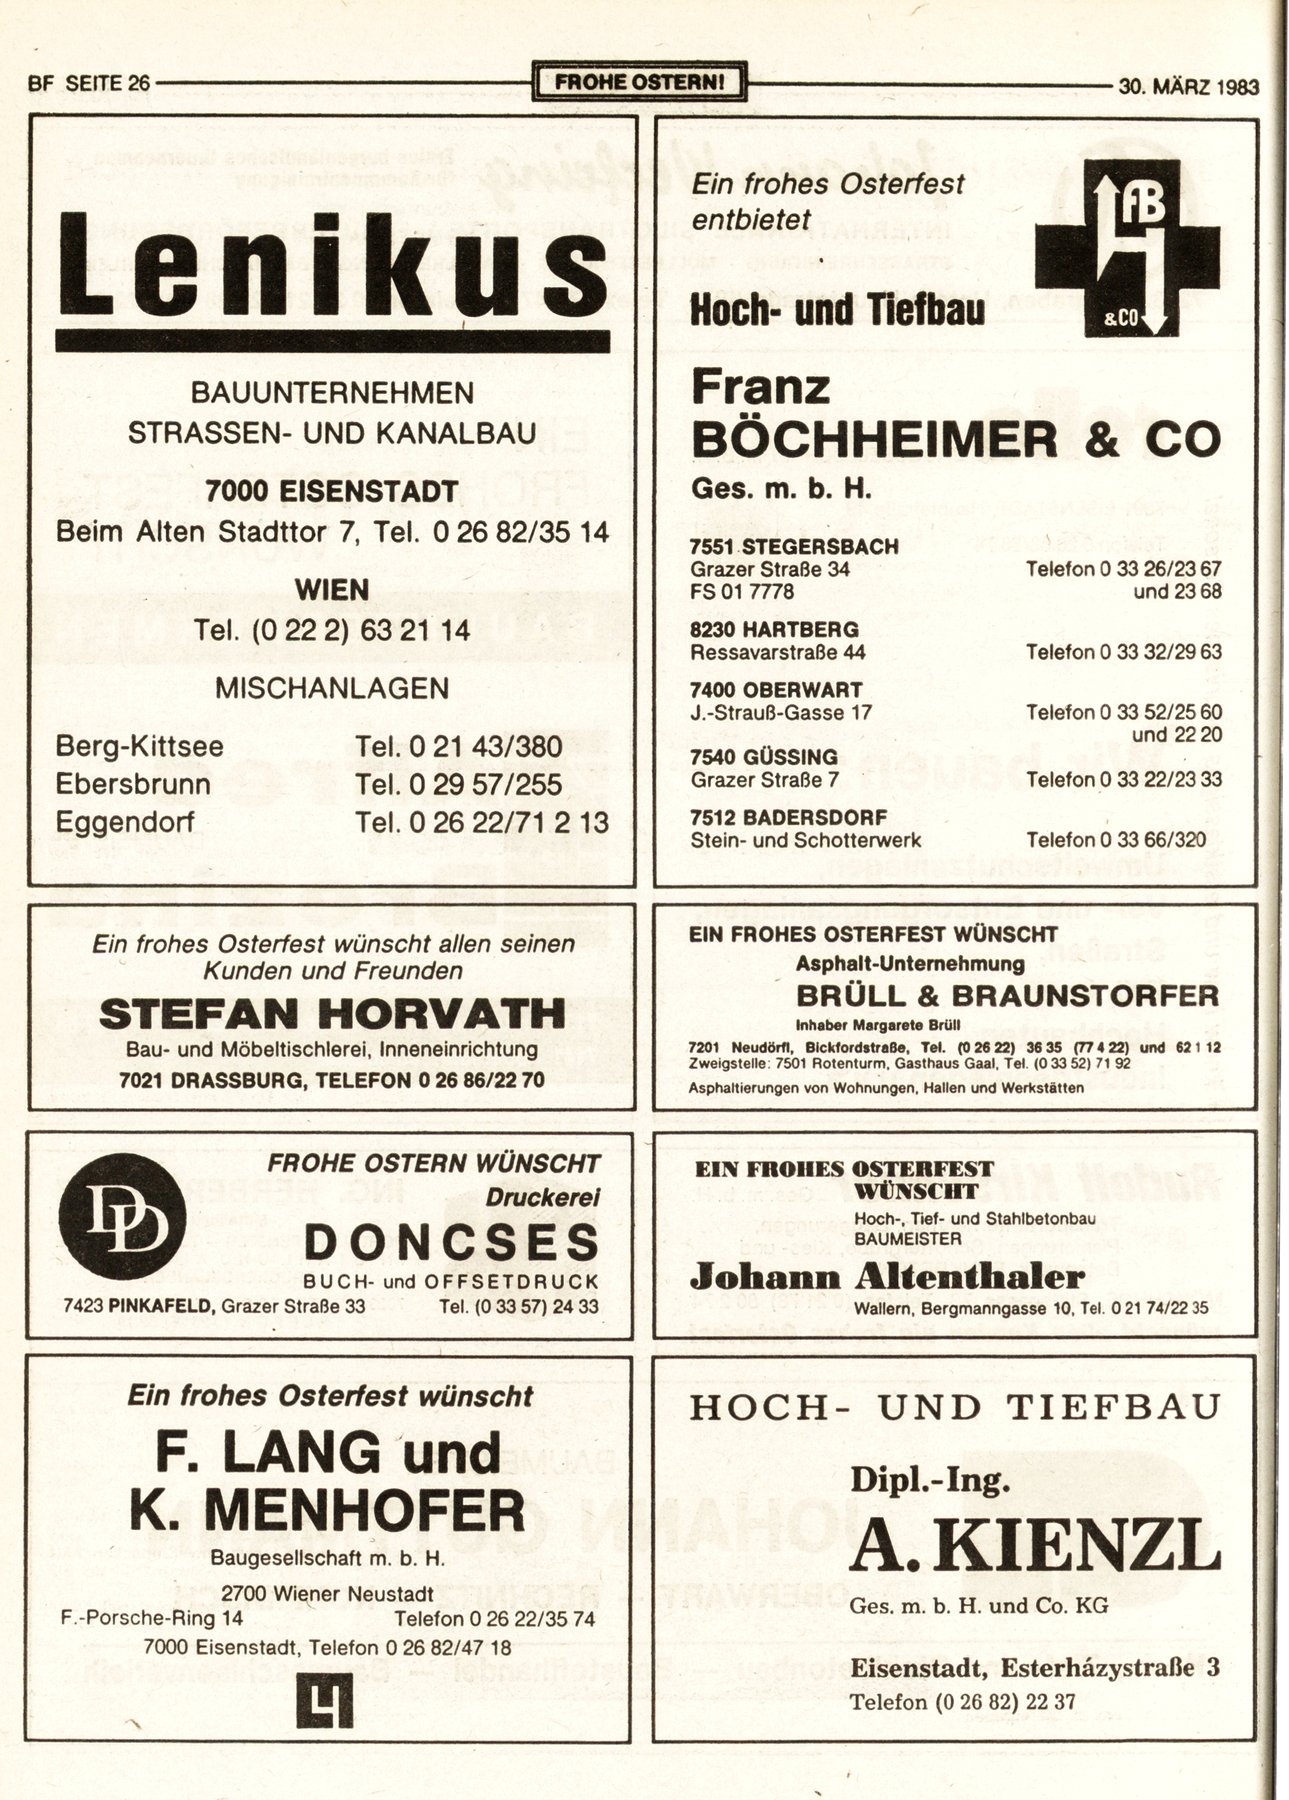 BF SEITE 26
FROHE OSTERN!
30. MÄRZ 1983
Lenikus
BAUUNTERNEHMEN
STRASSEN- UND KANALBAU
7000 EISENSTADT
Beim Alten Stadttor 7, Tel. 0 26 82/35 14
WIEN
Tel. (0 22 2) 63 21 14
MISCHANLAGEN
Berg-Kittsee Tel. 0 21 43/380
Ebersbrunn Tel. 0 29 57/255
Eggendorf Tel. 0 26 22/71 2 13
Ein frohes Osterfest
entbietet
fB
& CO
Hoch- und Tiefbau
Franz
BÖCHHEIMER & CO
Ges. m. b. H.
7551 STEGERSBACH
Grazer Straße 34 Telefon 0 33 26/23 67
FS 01 7778 und 23 68
8230 HARTBERG
Ressavarstraße 44 Telefon 0 33 32/29 63
7400 OBERWART
J.-Strauß-Gasse 17 Telefon 0 33 52/25 60
und 22 20
7540 GÜSSING
Grazer Straße 7 Telefon 0 33 22/23 33
7512 BADERSDORF
Stein- und Schotterwerk Telefon 0 33 66/320
Ein frohes Osterfest wünscht allen seinen
Kunden und Freunden
STEFAN HORVATH
Bau- und Möbeltischlerei, Inneneinrichtung
7021 DRASSBURG, TELEFON 0 26 86/22 70
EIN FROHES OSTERFEST WÜNSCHT
Asphalt-Unternehmung
BRÜLL & BRAUNSTORFER
Inhaber Margarete Brüll
7201 Neudörfl, Bickfordstraße, Tel. (0 26 22) 36 35 (77 4 22) und 62 1 12
Zweigstelle: 7501 Rotenturm, Gasthaus Gaal, Tel. (0 33 52) 71 92
Asphaltierungen von Wohnungen, Hallen und Werkstätten
DD
FROHE OSTERN WÜNSCHT
Druckerei
DONCSES
BUCH- und OFFSETDRUCK
7423 PINKAFELD, Grazer Straße 33 Tel. (0 33 57) 24 33
EIN FROHES OSTERFEST
WÜNSCHT
Hoch-, Tief- und Stahlbetonbau
BAUMEISTER
Johann Altenthaler
Wallern, Bergmanngasse 10, Tel. 0 21 74/22 35
Ein frohes Osterfest wünscht
F. LANG und
K. MENHOFER
Baugesellschaft m. b. H.
2700 Wiener Neustadt
F.-Porsche-Ring 14 Telefon 0 26 22/35 74
7000 Eisenstadt, Telefon 0 26 82/47 18
HOCH- UND TIEFBAU
Dipl.-Ing.
A. KIENZL
Ges. m. b. H. und Co. KG
Eisenstadt, Esterházystraße 3
Telefon (0 26 82) 22 37